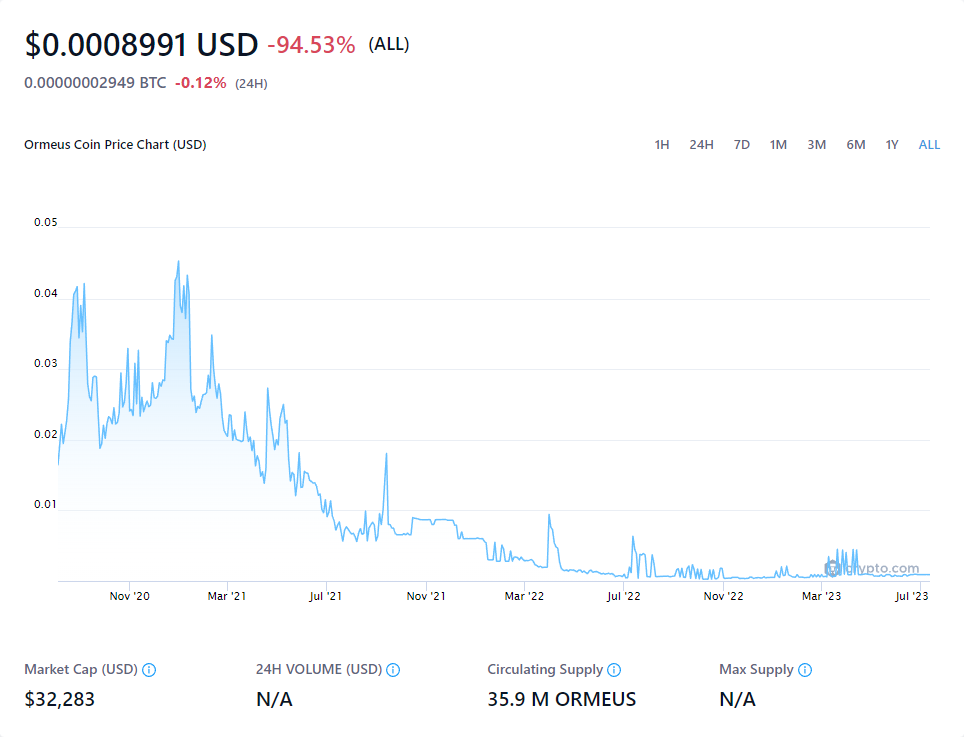 $0.0008991 USD -94.53% (ALL)
0.00000002949 BTC -0.12% (24H)
Ormeus Coin Price Chart (USD) 1H 24H 7D 1M 3M 6M 1Y ALL
0.05
0.04
0.03
0.02
0.01
crypto.com
Nov '20 Mar '21 Jul '21 Nov '21 Mar '22 Jul '22 Nov '22 Mar '23 Jul '23
Market Cap (USD) 24H VOLUME (USD) Circulating Supply Max Supply
$32,283 N/A 35.9 M ORMEUS N/A